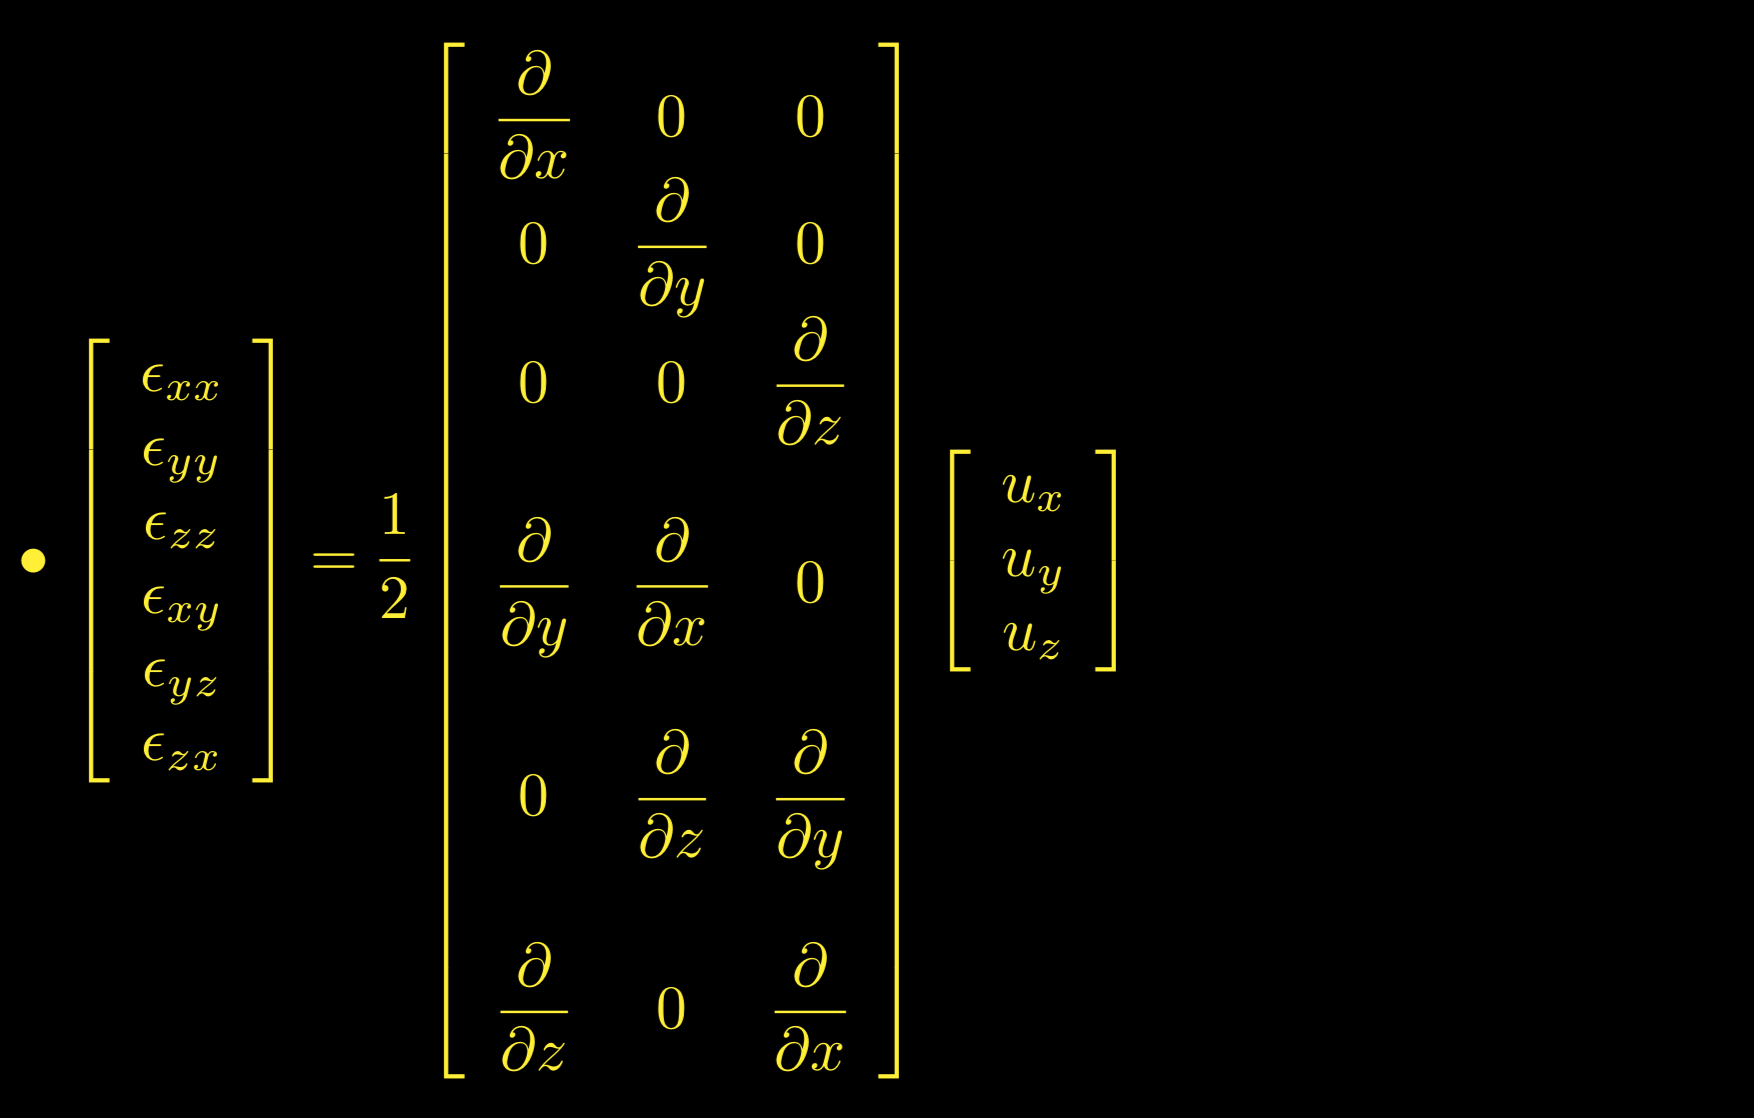 • \begin{bmatrix} \epsilon_{xx} \\ \epsilon_{yy} \\ \epsilon_{zz} \\ \epsilon_{xy} \\ \epsilon_{yz} \\ \epsilon_{zx} \end{bmatrix} = \frac{1}{2} \begin{bmatrix} \frac{\partial}{\partial x} & 0 & 0 \\ 0 & \frac{\partial}{\partial y} & 0 \\ 0 & 0 & \frac{\partial}{\partial z} \\ \frac{\partial}{\partial y} & \frac{\partial}{\partial x} & 0 \\ 0 & \frac{\partial}{\partial z} & \frac{\partial}{\partial y} \\ \frac{\partial}{\partial z} & 0 & \frac{\partial}{\partial x} \end{bmatrix} \begin{bmatrix} u_x \\ u_y \\ u_z \end{bmatrix}